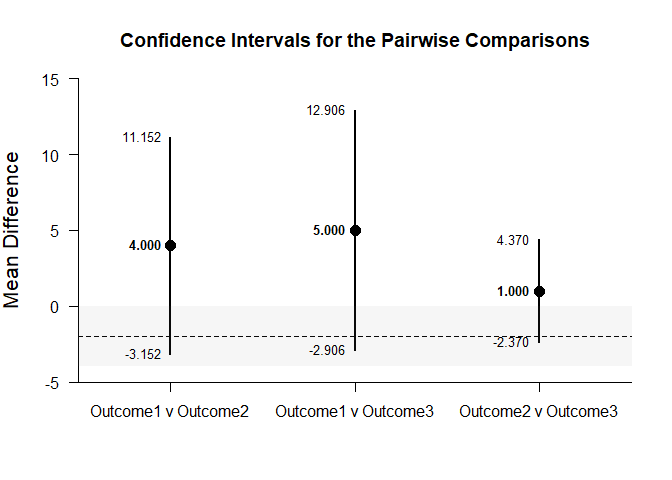 Confidence Intervals for the Pairwise Comparisons
Mean Difference
15
10
5
0
-5
11.152
4.000
-3.152
12.906
5.000
-2.906
4.370
1.000
-2.370
Outcome1 v Outcome2
Outcome1 v Outcome3
Outcome2 v Outcome3